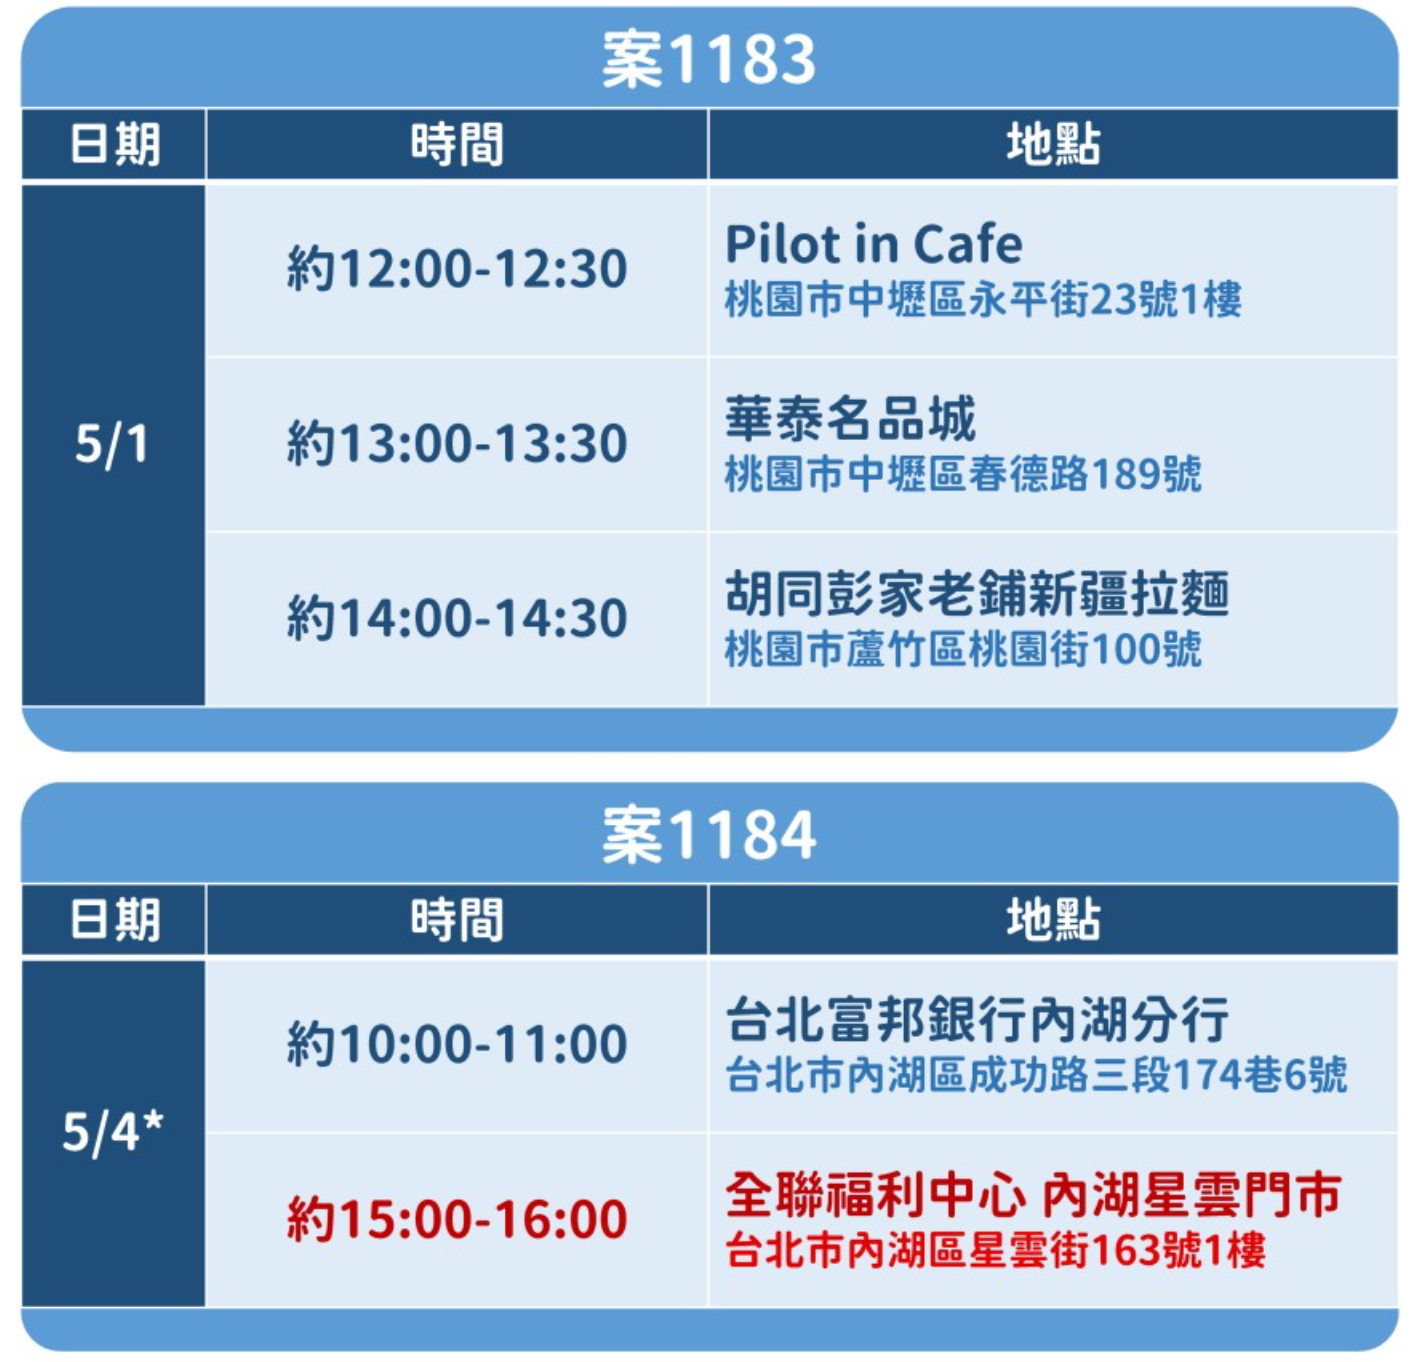 案1183
日期 時間 地點
5/1
約12:00-12:30
Pilot in Cafe
桃園市中壢區永平街23號1樓
約13:00-13:30
華泰名品城
桃園市中壢區春德路189號
約14:00-14:30
胡同彭家老鋪新疆拉麵
桃園市蘆竹區桃園街100號
案1184
日期 時間 地點
5/4*
約10:00-11:00
台北富邦銀行內湖分行
台北市內湖區成功路三段174巷6號
約15:00-16:00
全聯福利中心 內湖星雲門市
台北市內湖區星雲街163號1樓